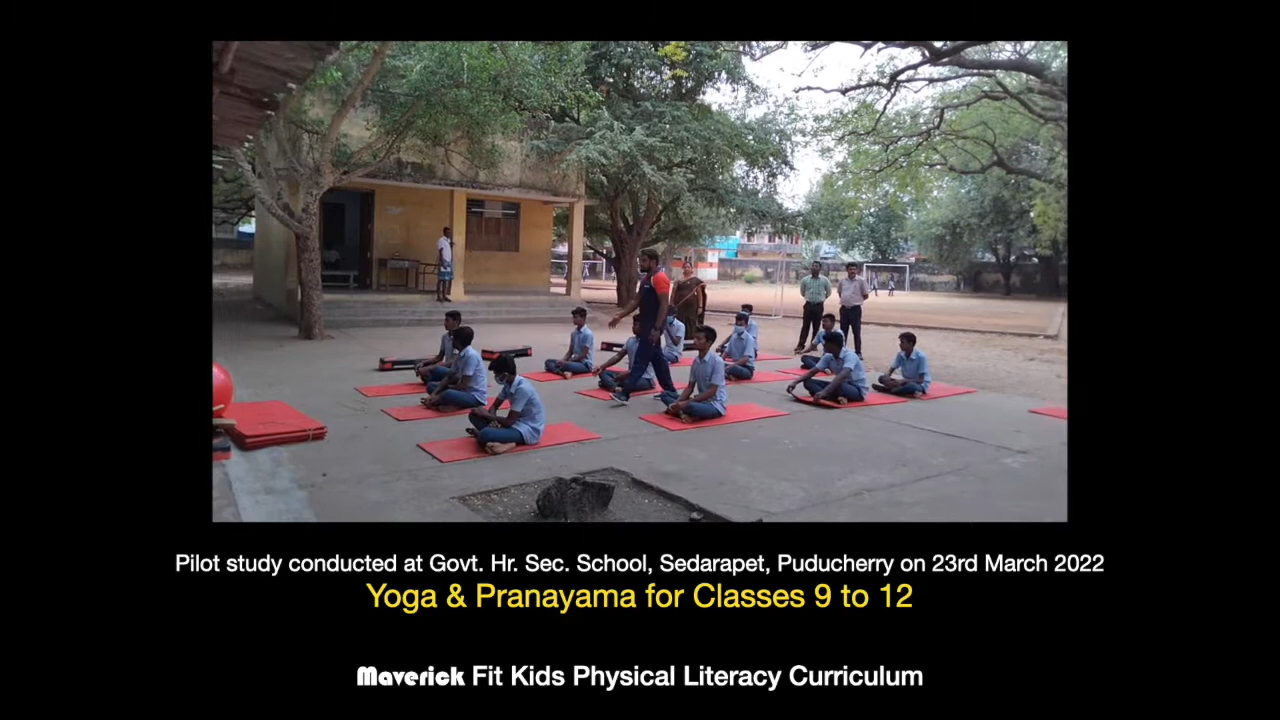 Pilot study conducted at Govt. Hr. Sec. School, Sedarapet, Puducherry on 23rd March 2022
Yoga & Pranayama for Classes 9 to 12
Maverick Fit Kids Physical Literacy Curriculum